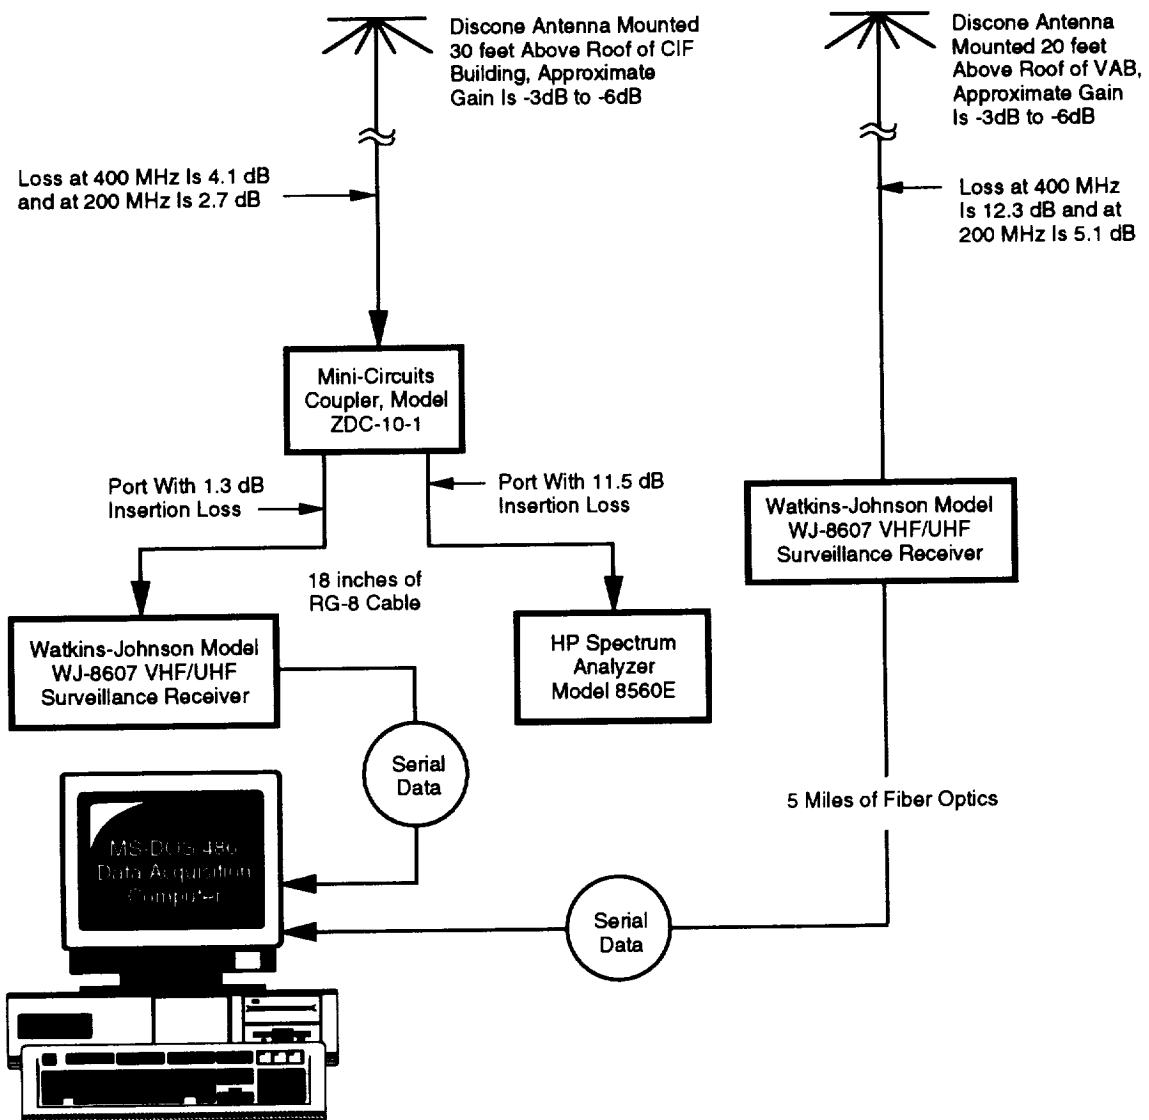 Discone Antenna Mounted
30 feet Above Roof of CIF
Building, Approximate
Gain Is -3dB to -6dB
Discone Antenna
Mounted 20 feet
Above Roof of VAB,
Approximate Gain
Is -3dB to -6dB
Loss at 400 MHz Is 4.1 dB
and at 200 MHz Is 2.7 dB
Loss at 400 MHz
Is 12.3 dB and at
200 MHz Is 5.1 dB
Mini-Circuits
Coupler, Model
ZDC-10-1
Port With 1.3 dB
Insertion Loss
Port With 11.5 dB
Insertion Loss
Watkins-Johnson Model
WJ-8607 VHF/UHF
Surveillance Receiver
18 inches of
RG-8 Cable
Watkins-Johnson Model
WJ-8607 VHF/UHF
Surveillance Receiver
HP Spectrum
Analyzer
Model 8560E
Serial
Data
5 Miles of Fiber Optics
MS-DOS 486
Data Acquisition
Computer
Serial
Data